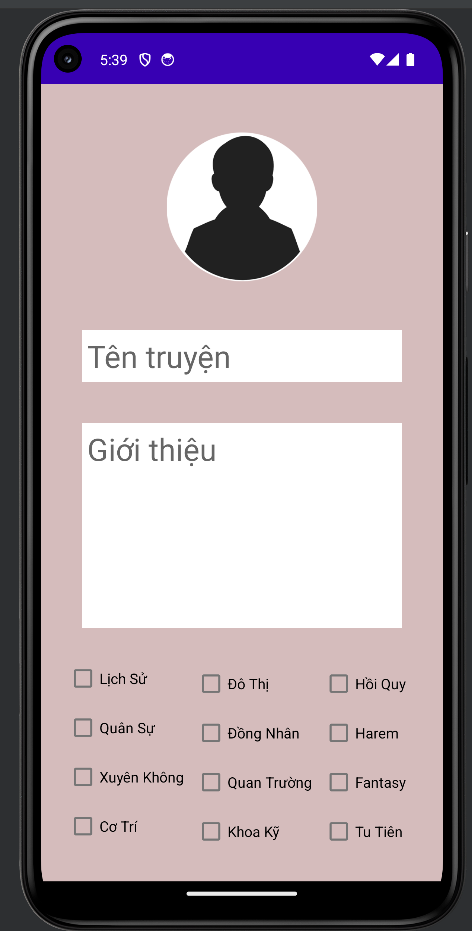 5:39
Tên truyện
Giới thiệu
Lịch Sử
Đô Thị
Hồi Quy
Quân Sự
Đồng Nhân
Harem
Xuyên Không
Quan Trường
Fantasy
Cơ Trí
Khoa Kỹ
Tu Tiên